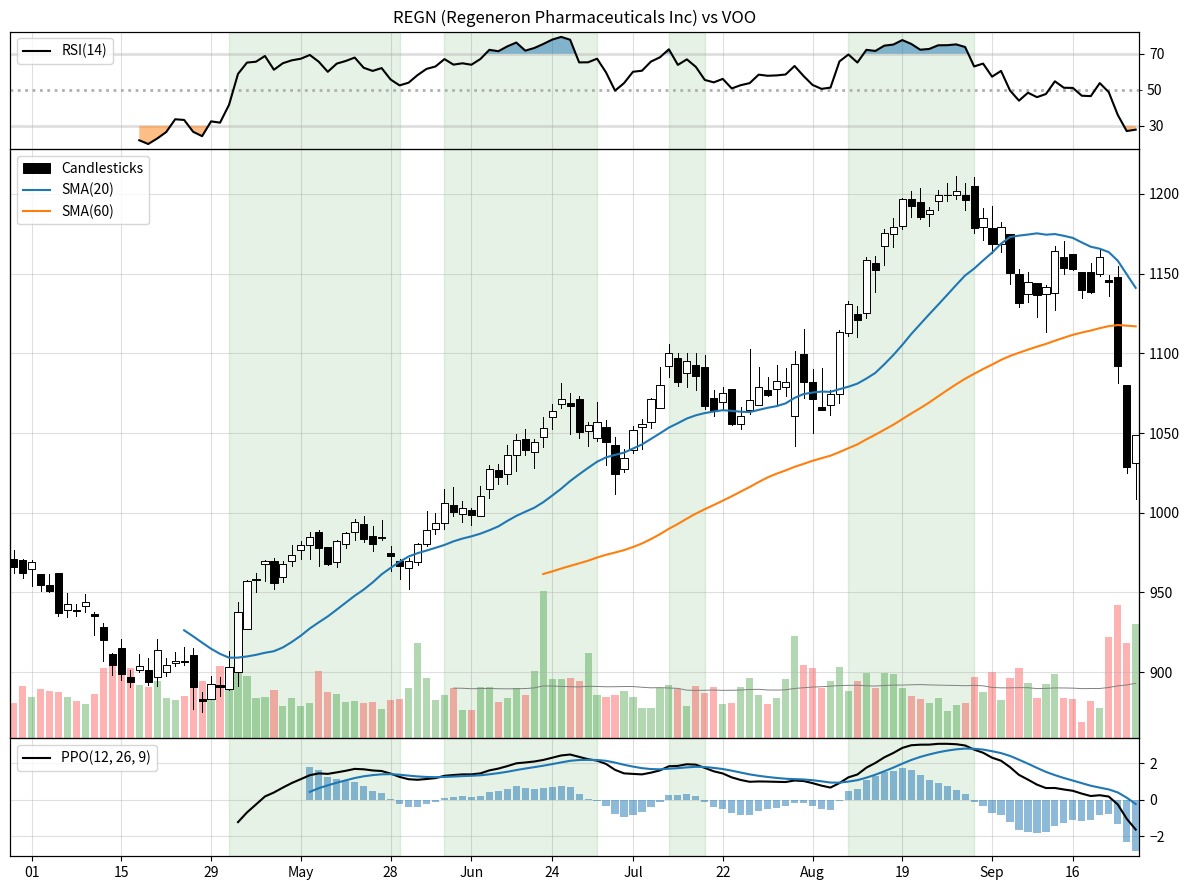 REGN (Regeneron Pharmaceuticals Inc) vs VOO
RSI(14)
70
50
30
Candlesticks
SMA(20)
SMA(60)
1200
1150
1100
1050
1000
950
900
PPO(12, 26, 9)
2
0
−2
01 15 29 May 28 Jun 24 Jul 22 Aug 19 Sep 16